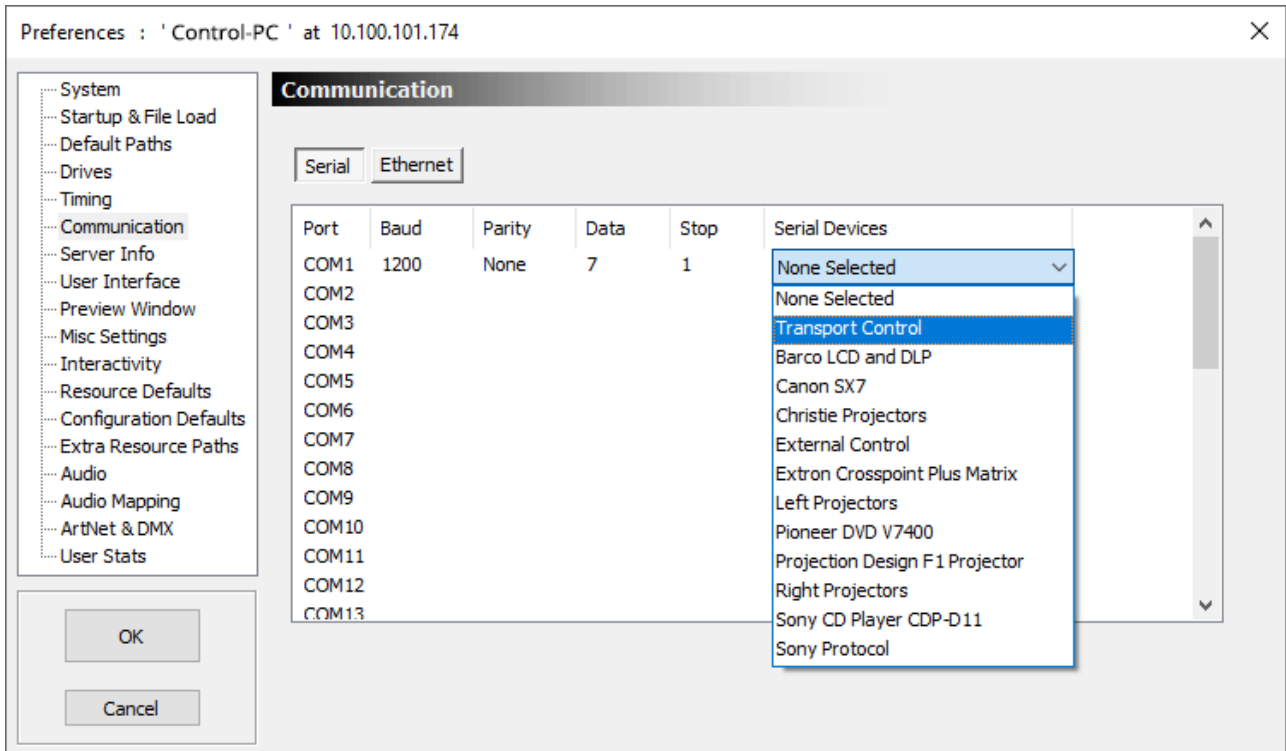 Preferences : ' Control-PC ' at 10.100.101.174
System
Startup & File Load
Default Paths
Drives
Timing
Communication
Server Info
User Interface
Preview Window
Misc Settings
Interactivity
Resource Defaults
Configuration Defaults
Extra Resource Paths
Audio
Audio Mapping
ArtNet & DMX
User Stats
OK
Cancel
Communication
Serial Ethernet
Port Baud Parity Data Stop Serial Devices
COM1 1200 None 7 1 None Selected
COM2
COM3
COM4
COM5
COM6
COM7
COM8
COM9
COM10
COM11
COM12
COM13
None Selected
Transport Control
Barco LCD and DLP
Canon SX7
Christie Projectors
External Control
Extron Crosspoint Plus Matrix
Left Projectors
Pioneer DVD V7400
Projection Design F1 Projector
Right Projectors
Sony CD Player CDP-D11
Sony Protocol